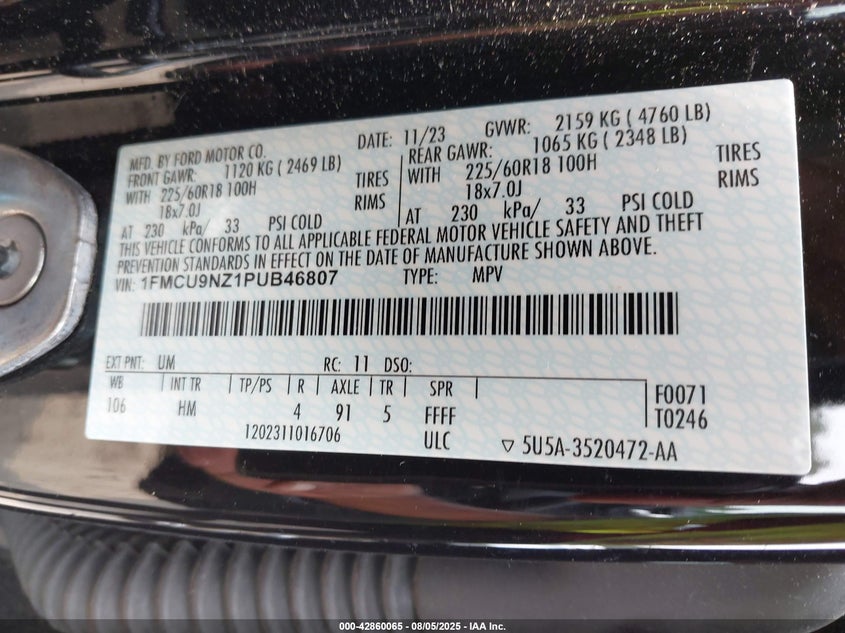 MFD. BY FORD MOTOR CO. DATE: 11/23 GVWR: 2159 KG ( 4760 LB)
FRONT GAWR: 1120 KG ( 2469 LB) REAR GAWR: 1065 KG ( 2348 LB)
WITH 225/60R18 100H TIRES WITH 225/60R18 100H TIRES
18x7.0J RIMS 18x7.0J RIMS
AT 230 kPa/ 33 PSI COLD AT 230 kPa/ 33 PSI COLD
THIS VEHICLE CONFORMS TO ALL APPLICABLE FEDERAL MOTOR VEHICLE SAFETY AND THEFT
PREVENTION STANDARDS IN EFFECT ON THE DATE OF MANUFACTURE SHOWN ABOVE.
VIN: 1FMCU9NZ1PUB46807 TYPE: MPV
EXT PNT: UM RC: 11 DSO:
WB INT TR TP/PS R AXLE TR SPR F0071
106 HM 4 91 5 FFFF T0246
1202311016706 ULC ▽ 5U5A-3520472-AA
000-42860065 - 08/05/2025 - IAA Inc.